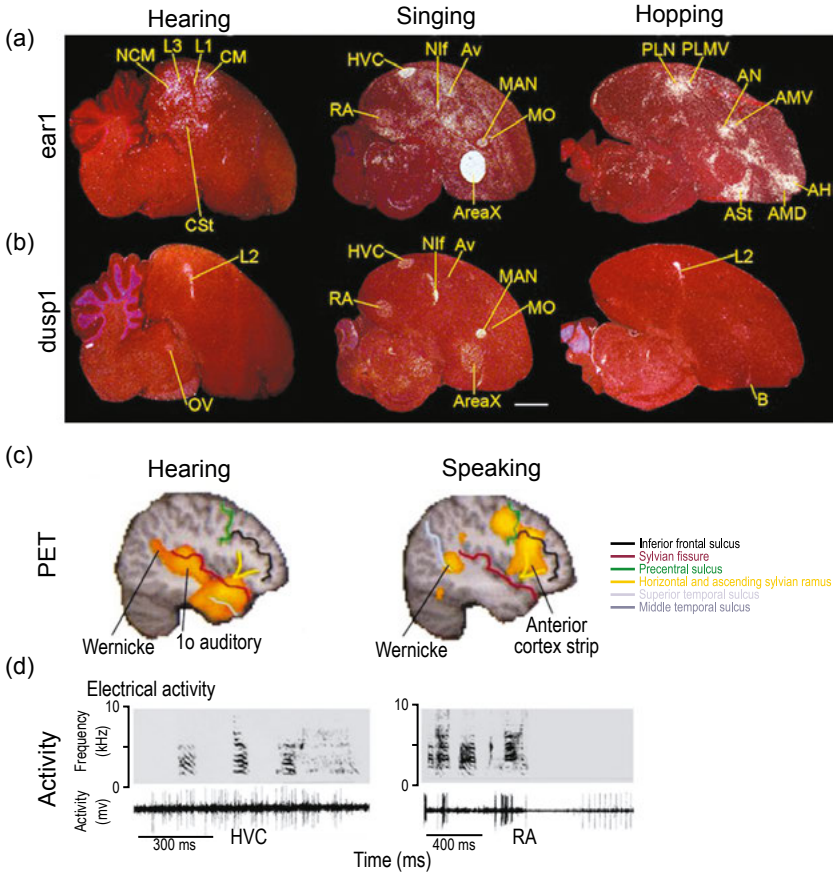 Hearing Singing Hopping
(a)
ear1
NCM L3 L1 CM
CSt
HVC NIf Av
MAN
RA MO
AreaX
PLN PLMV
AN
AMV
AH
ASt AMD
(b)
dusp1
L2
OV
HVC NIf Av
MAN
RA MO
AreaX
L2
B
(c)
Hearing Speaking
PET
Wernicke 1o auditory
Wernicke Anterior
cortex strip
Inferior frontal sulcus
Sylvian fissure
Precentral sulcus
Horizontal and ascending sylvian ramus
Superior temporal sulcus
Middle temporal sulcus
(d)
Electrical activity
Activity
Frequency
(kHz)
10
0
10
0
Activity
(mv)
300 ms HVC
400 ms RA
Time (ms)